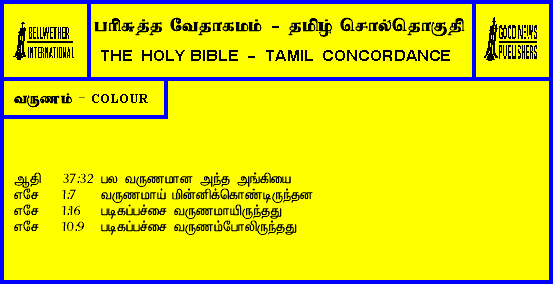 BELLWETHER
INTERNATIONAL
பரிசுத்த வேதாகமம் - தமிழ் சொல்தொகுதி
THE HOLY BIBLE - TAMIL CONCORDANCE
GOOD NEWS
PUBLISHERS
வருணம் - COLOUR
ஆதி 37:32 பல வருணமான அந்த அங்கியை
எசே 1:7 வருணமாய் மின்னிக்கொண்டிருந்தன
எசே 1:16 படிகப்பச்சை வருணமாயிருந்தது
எசே 10:9 படிகப்பச்சை வருணம்போலிருந்தது